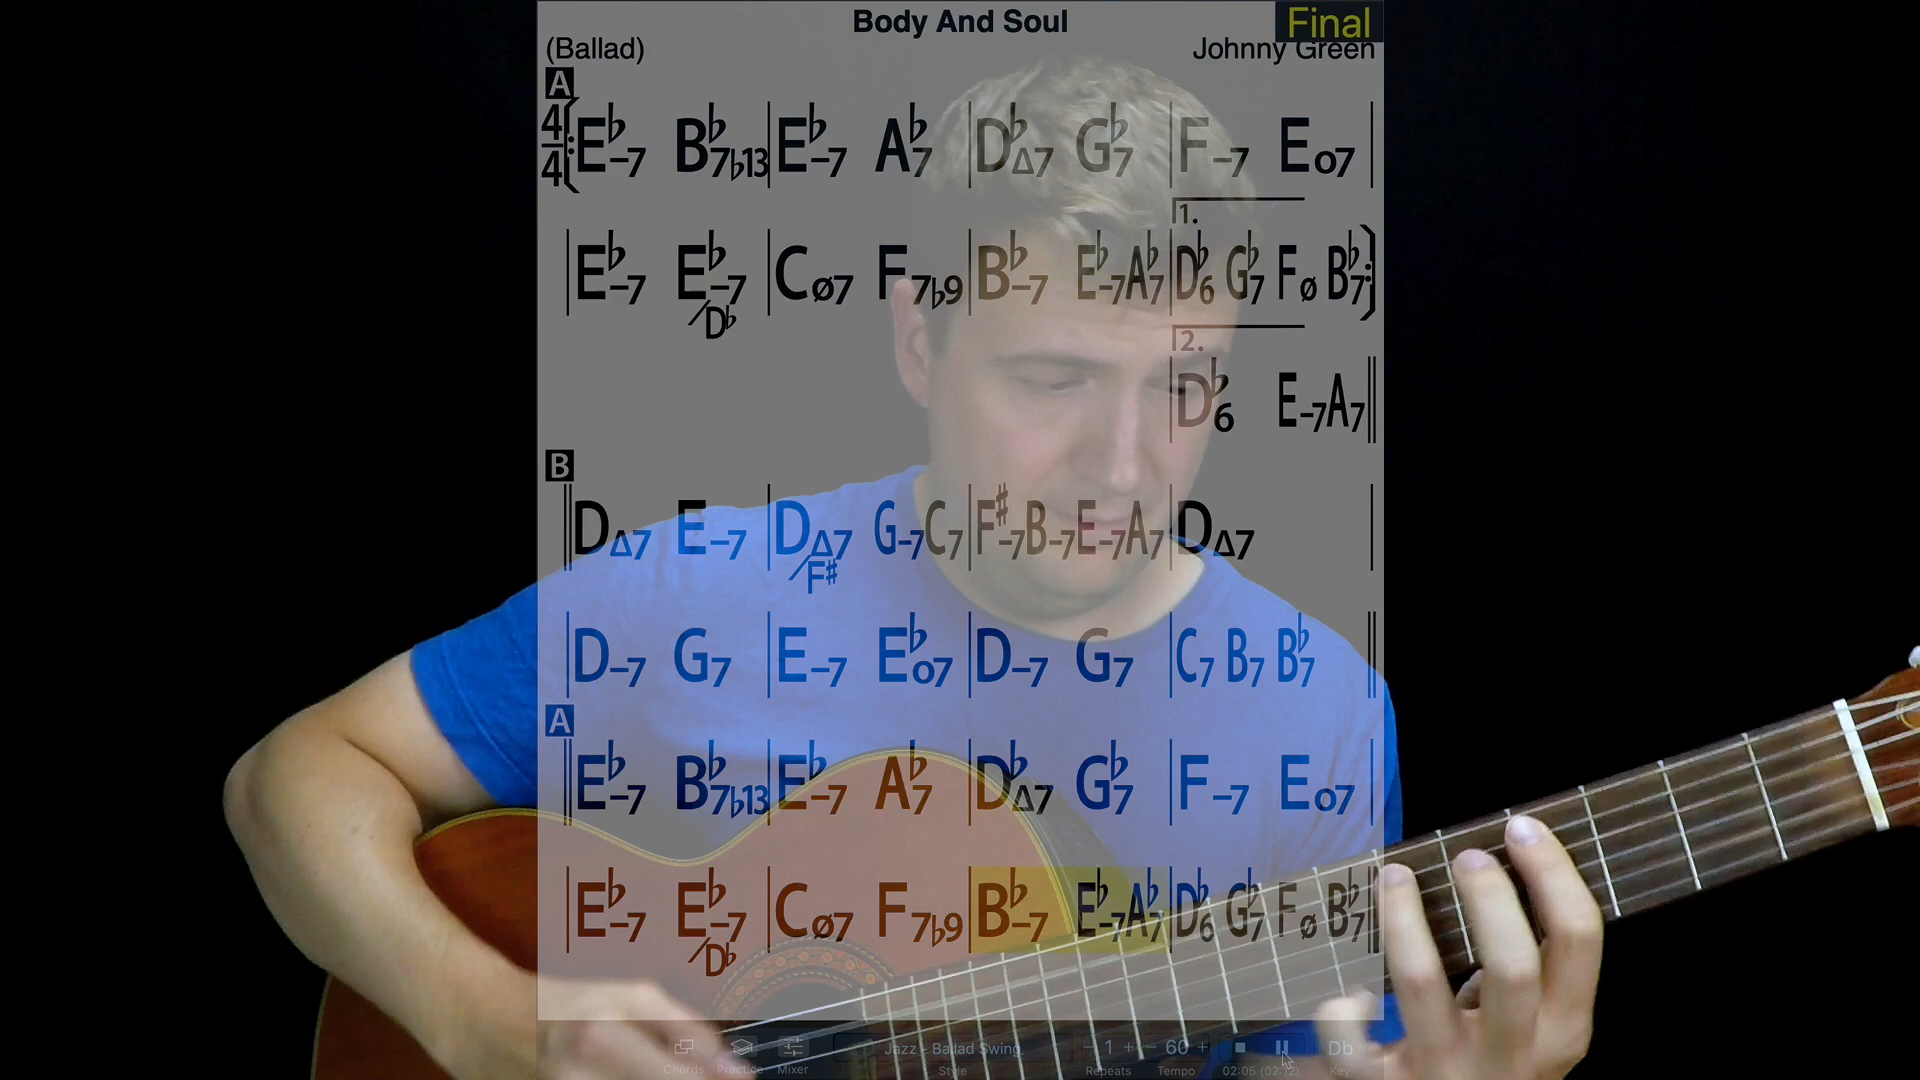 Body And Soul
Final
(Ballad)
Johnny Green
A
4/4 E♭-7 B♭7♭13 | E♭-7 A♭7 | D♭Δ7 G♭7 | F-7 Eo7 |
1.
| E♭-7 E♭-7/D♭ | Cø7 F7♭9 | B♭-7 E♭-7 A♭7 | D♭6 G♭7 Fø B♭7 :
2.
D♭6 E-7 A7
B
DΔ7 E-7 | DΔ7/F♯ G-7 C7 | F♯-7 B-7 E-7 A7 | DΔ7 |
| D-7 G7 | E-7 E♭o7 | D-7 G7 | C7 B7 B♭7
A
E♭-7 B♭7♭13 | E♭-7 A♭7 | D♭Δ7 G♭7 | F-7 Eo7 |
| E♭-7 E♭-7/D♭ | Cø7 F7♭9 | B♭-7 E♭-7 A♭7 | D♭6 G♭7 Fø B♭7
Jazz - Ballad Swing - 1 + - 60 + Db
Chords Practice Mixer Style Repeats Tempo 02:05 (02:12) Key